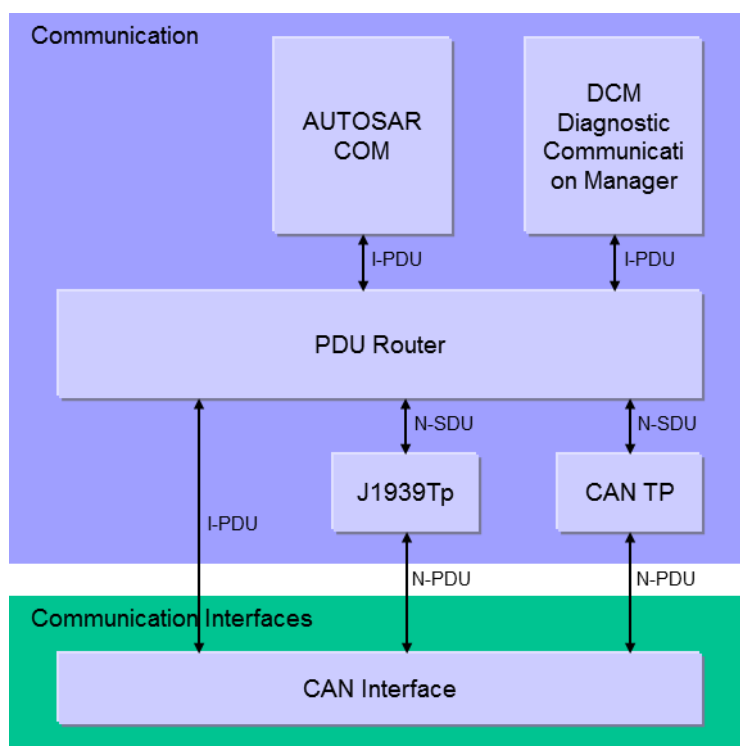 Communication
AUTOSAR
COM
DCM
Diagnostic
Communicati
on Manager
I-PDU
I-PDU
PDU Router
N-SDU
N-SDU
J1939Tp
CAN TP
I-PDU
N-PDU
N-PDU
Communication Interfaces
CAN Interface